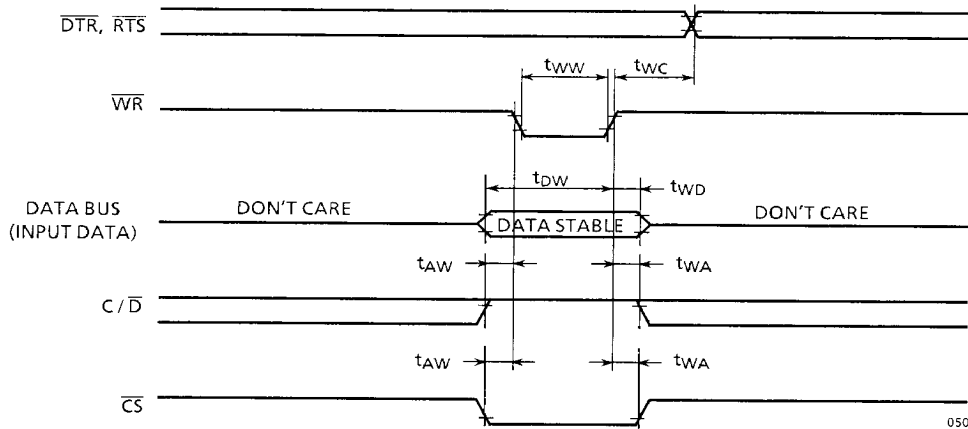 DTR, RTS
tWW
tWC
WR
tDW
tWD
DATA BUS
(INPUT DATA)
DON'T CARE
DATA STABLE
DON'T CARE
tAW
tWA
C/D
tAW
tWA
CS
050